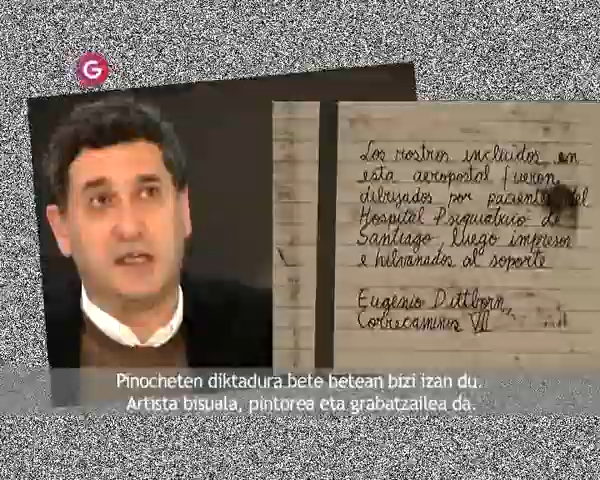 G
Los rostros incluidos en
esta aeropostal fueron
dibujados por pacientes del
Hospital Psiquiatrico de
Santiago, luego impresos
e hilvanados al soporte
Eugenio Dittborn,
Correcaminos VII
Pinocheten diktadura bete betean bizi izan du.
Artista bisuala, pintorea eta grabatzailea da.